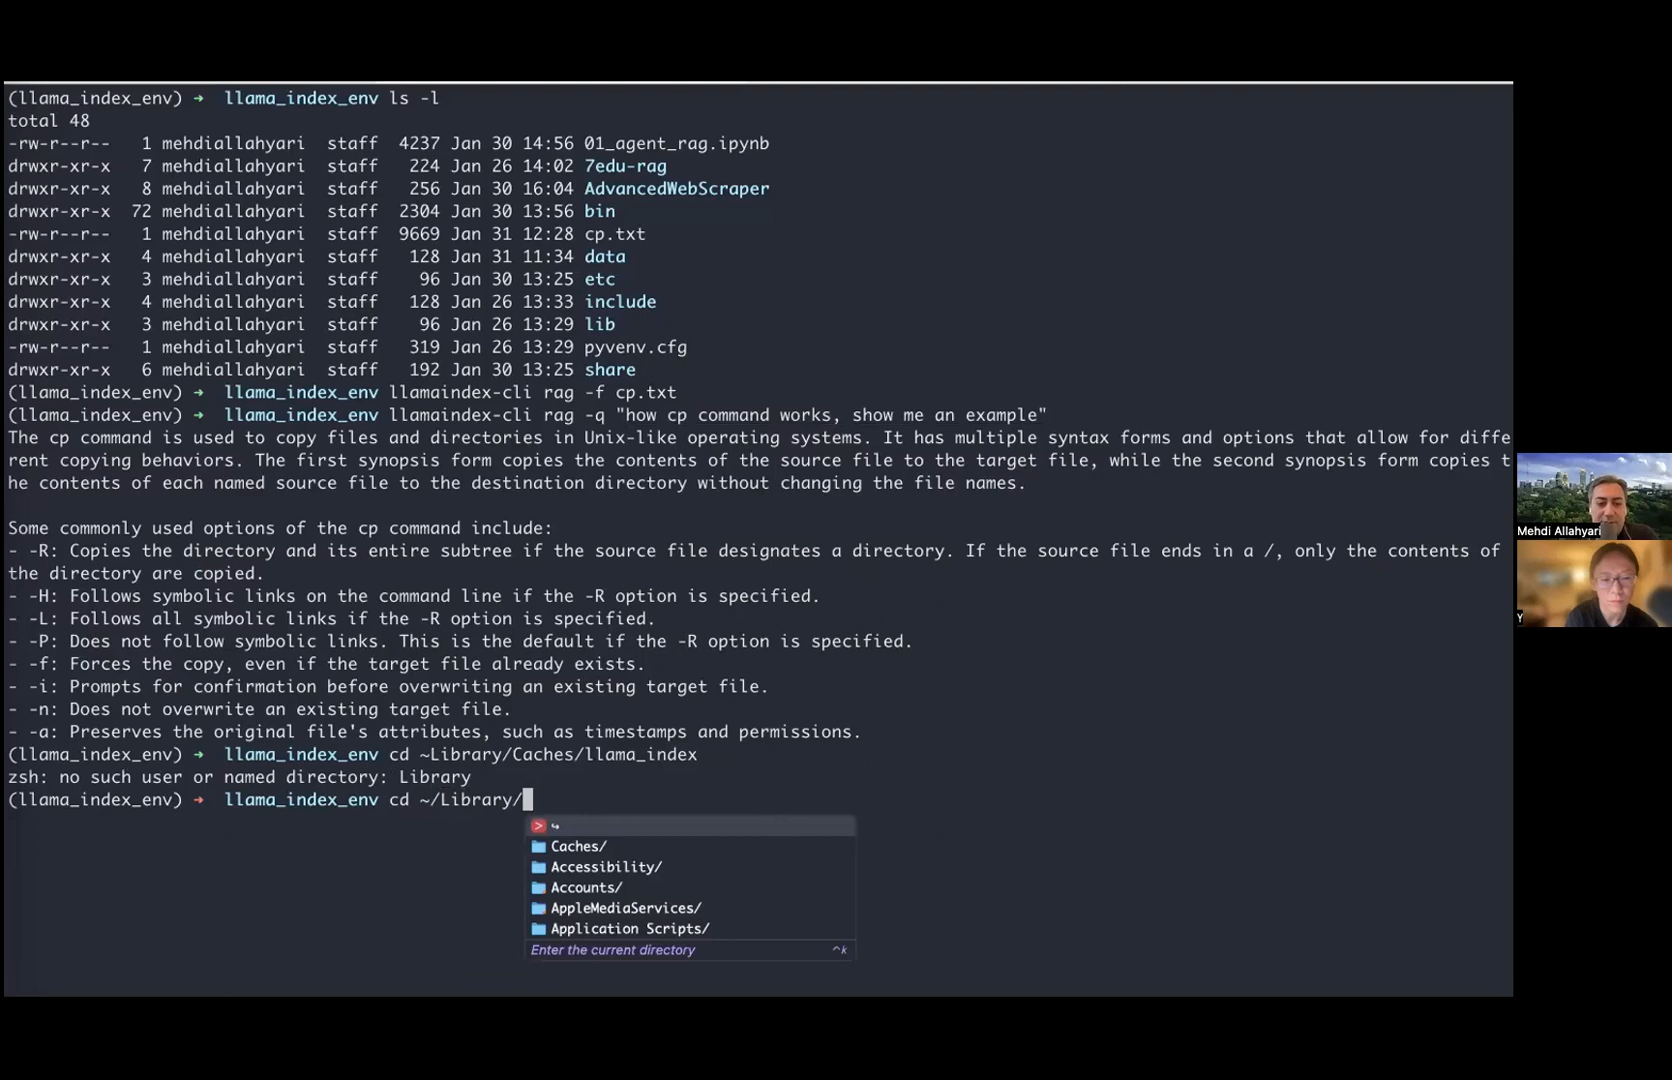 (llama_index_env) → llama_index_env ls -l
total 48
-rw-r--r-- 1 mehdiallahyari staff 4237 Jan 30 14:56 01_agent_rag.ipynb
drwxr-xr-x 7 mehdiallahyari staff 224 Jan 26 14:02 7edu-rag
drwxr-xr-x 8 mehdiallahyari staff 256 Jan 30 16:04 AdvancedWebScraper
drwxr-xr-x 72 mehdiallahyari staff 2304 Jan 30 13:56 bin
-rw-r--r-- 1 mehdiallahyari staff 9669 Jan 31 12:28 cp.txt
drwxr-xr-x 4 mehdiallahyari staff 128 Jan 31 11:34 data
drwxr-xr-x 3 mehdiallahyari staff 96 Jan 30 13:25 etc
drwxr-xr-x 4 mehdiallahyari staff 128 Jan 26 13:33 include
drwxr-xr-x 3 mehdiallahyari staff 96 Jan 26 13:29 lib
-rw-r--r-- 1 mehdiallahyari staff 319 Jan 26 13:29 pyvenv.cfg
drwxr-xr-x 6 mehdiallahyari staff 192 Jan 30 13:25 share
(llama_index_env) → llama_index_env llamaindex-cli rag -f cp.txt
(llama_index_env) → llama_index_env llamaindex-cli rag -q "how cp command works, show me an example"
The cp command is used to copy files and directories in Unix-like operating systems. It has multiple syntax forms and options that allow for diffe
rent copying behaviors. The first synopsis form copies the contents of the source file to the target file, while the second synopsis form copies t
he contents of each named source file to the destination directory without changing the file names.
Some commonly used options of the cp command include:
- -R: Copies the directory and its entire subtree if the source file designates a directory. If the source file ends in a /, only the contents of
the directory are copied.
- -H: Follows symbolic links on the command line if the -R option is specified.
- -L: Follows all symbolic links if the -R option is specified.
- -P: Does not follow symbolic links. This is the default if the -R option is specified.
- -f: Forces the copy, even if the target file already exists.
- -i: Prompts for confirmation before overwriting an existing target file.
- -n: Does not overwrite an existing target file.
- -a: Preserves the original file's attributes, such as timestamps and permissions.
(llama_index_env) → llama_index_env cd ~Library/Caches/llama_index
zsh: no such user or named directory: Library
(llama_index_env) → llama_index_env cd ~/Library/
> ↪
Caches/
Accessibility/
Accounts/
AppleMediaServices/
Application Scripts/
Enter the current directory ^k
Mehdi Allahyari
Y